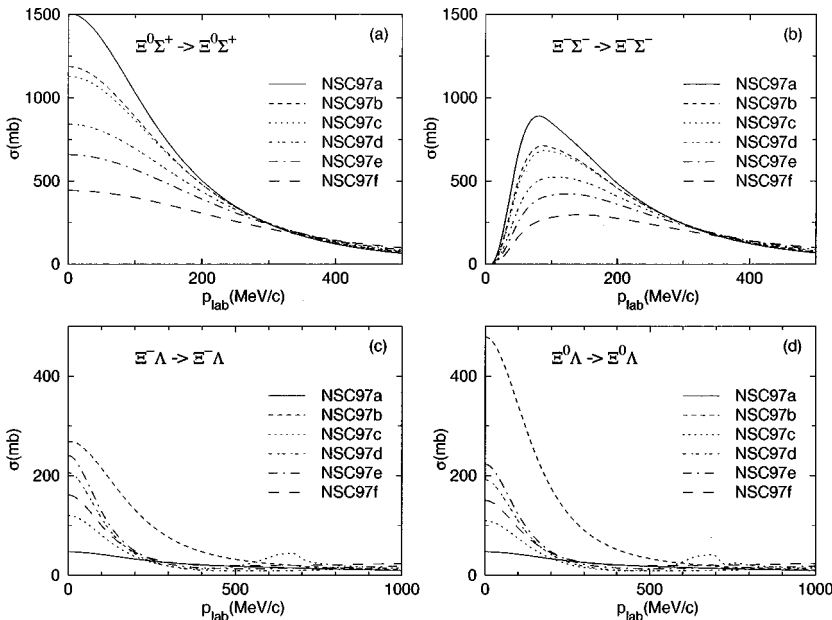 1500
1000
500
0
σ(mb)
(a)
Ξ⁰Σ⁺ -> Ξ⁰Σ⁺
NSC97a
NSC97b
NSC97c
NSC97d
NSC97e
NSC97f
0
200
400
p_lab(MeV/c)
1500
1000
500
0
σ(mb)
(b)
Ξ⁻Σ⁻ -> Ξ⁻Σ⁻
NSC97a
NSC97b
NSC97c
NSC97d
NSC97e
NSC97f
0
200
400
p_lab(MeV/c)
400
200
0
σ(mb)
(c)
Ξ⁻Λ -> Ξ⁻Λ
NSC97a
NSC97b
NSC97c
NSC97d
NSC97e
NSC97f
0
500
1000
p_lab(MeV/c)
400
200
0
σ(mb)
(d)
Ξ⁰Λ -> Ξ⁰Λ
NSC97a
NSC97b
NSC97c
NSC97d
NSC97e
NSC97f
0
500
1000
p_lab(MeV/c)